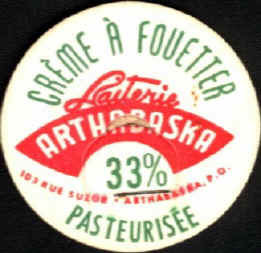 CRÈME À FOUETTER
Laiterie
ARTHABASKA
33%
103 RUE SUZOR - ARTHABASKA, P.Q.
PASTEURISÉE